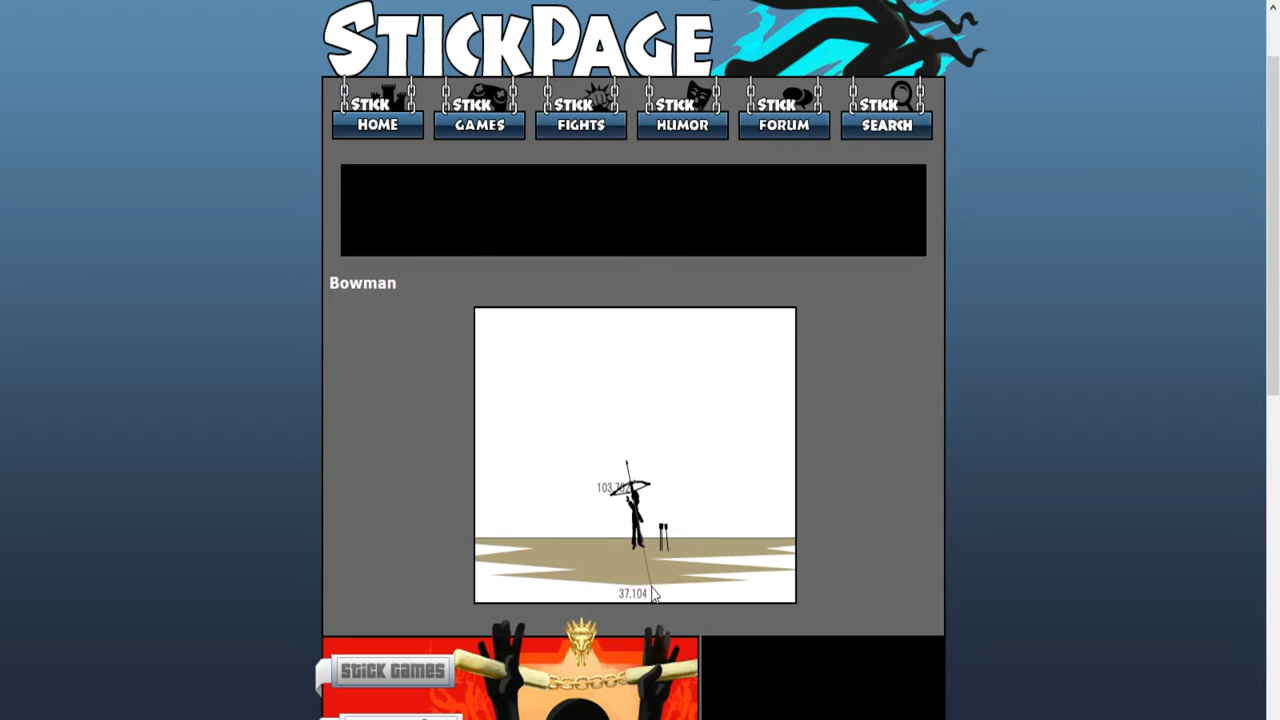 STICKPAGE
STICK STICK STICK STICK STICK STICK
HOME GAMES FIGHTS HUMOR FORUM SEARCH
Bowman
37.104
STICK GAMES